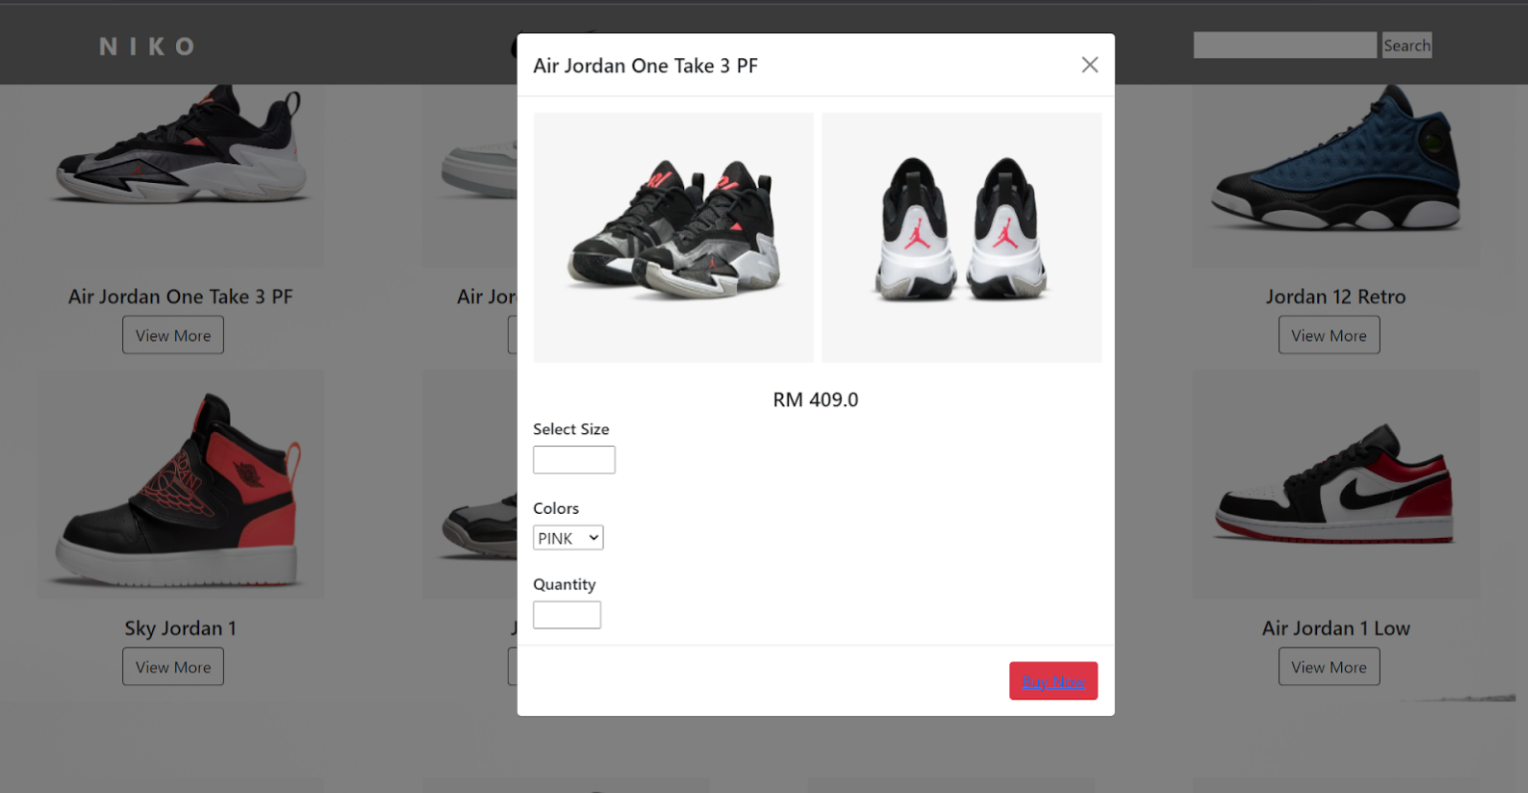 NIKO
Search
Air Jordan One Take 3 PF
RM 409.0
Select Size
Colors
PINK
Quantity
Buy Now
Air Jordan One Take 3 PF
View More
Jordan 12 Retro
View More
Sky Jordan 1
View More
Air Jordan 1 Low
View More